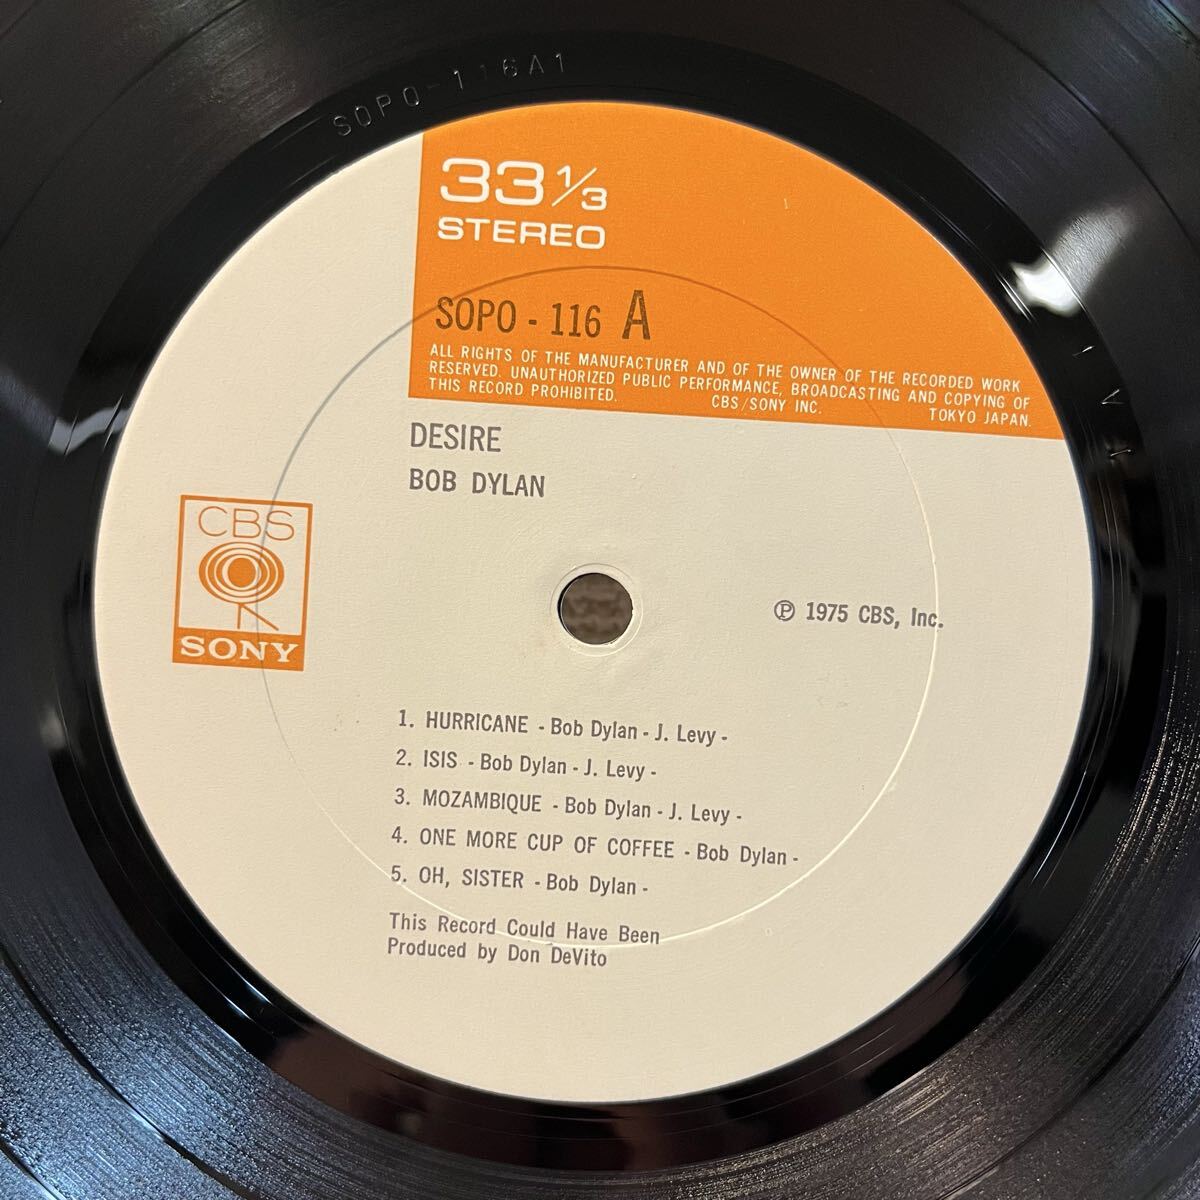 SOPO-116A1
33 1/3
STEREO
SOPO - 116 A
ALL RIGHTS OF THE MANUFACTURER AND OF THE OWNER OF THE RECORDED WORK
RESERVED. UNAUTHORIZED PUBLIC PERFORMANCE, BROADCASTING AND COPYING OF
THIS RECORD PROHIBITED. CBS/SONY INC. TOKYO JAPAN.
DESIRE
BOB DYLAN
CBS
SONY
℗ 1975 CBS, Inc.
1. HURRICANE - Bob Dylan - J. Levy -
2. ISIS - Bob Dylan - J. Levy -
3. MOZAMBIQUE - Bob Dylan - J. Levy -
4. ONE MORE CUP OF COFFEE - Bob Dylan -
5. OH, SISTER - Bob Dylan -
This Record Could Have Been
Produced by Don DeVito